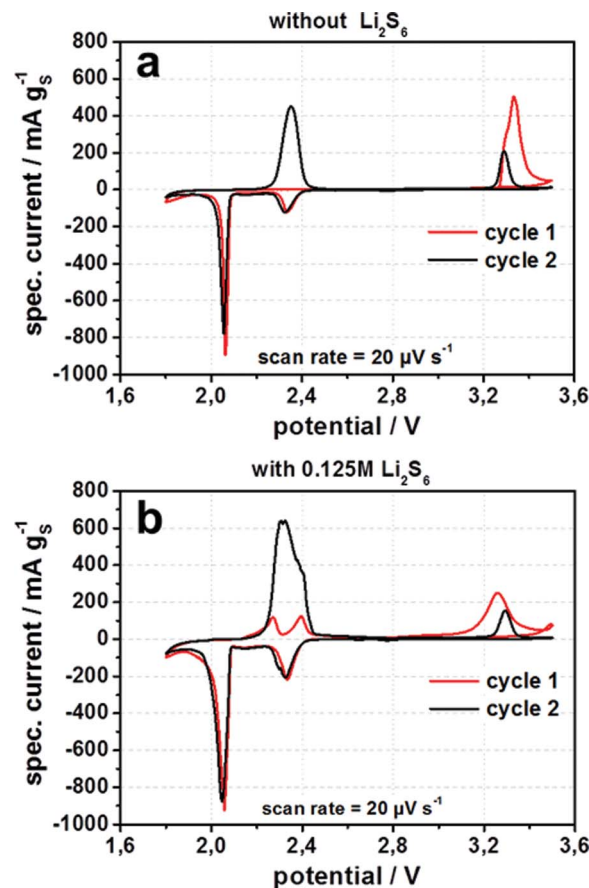 without Li₂S₆
a
800
600
400
200
0
-200
-400
-600
-800
-1000
spec. current / mA gₛ⁻¹
cycle 1
cycle 2
scan rate = 20 µV s⁻¹
1,6 2,0 2,4 2,8 3,2 3,6
potential / V
with 0.125M Li₂S₆
b
800
600
400
200
0
-200
-400
-600
-800
-1000
spec. current / mA gₛ⁻¹
cycle 1
cycle 2
scan rate = 20 µV s⁻¹
1,6 2,0 2,4 2,8 3,2 3,6
potential / V